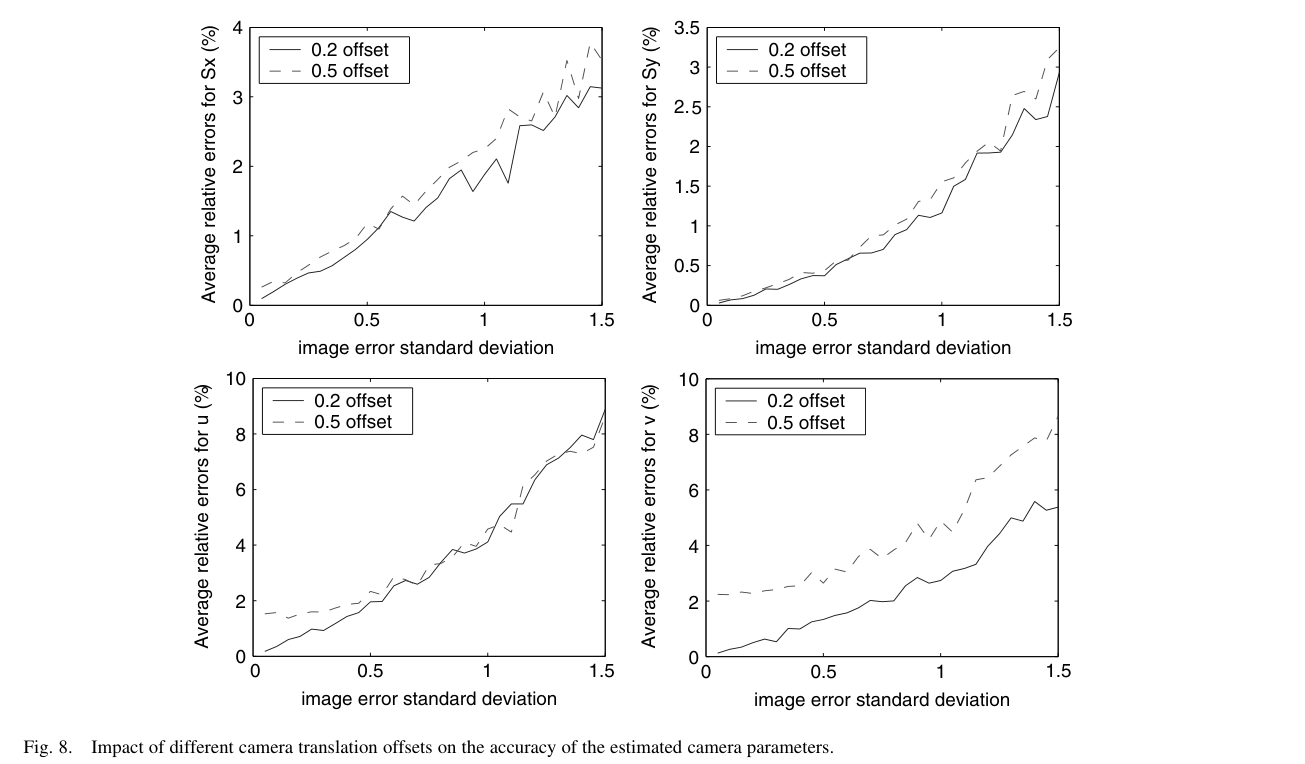 Average relative errors for Sx (%)
4
3
2
1
0
0.2 offset
0.5 offset
0 0.5 1 1.5
image error standard deviation
Average relative errors for Sy (%)
3.5
3
2.5
2
1.5
1
0.5
0
0.2 offset
0.5 offset
0 0.5 1 1.5
image error standard deviation
Average relative errors for u (%)
10
8
6
4
2
0
0.2 offset
0.5 offset
0 0.5 1 1.5
image error standard deviation
Average relative errors for v (%)
10
8
6
4
2
0
0.2 offset
0.5 offset
0 0.5 1 1.5
image error standard deviation
Fig. 8. Impact of different camera translation offsets on the accuracy of the estimated camera parameters.